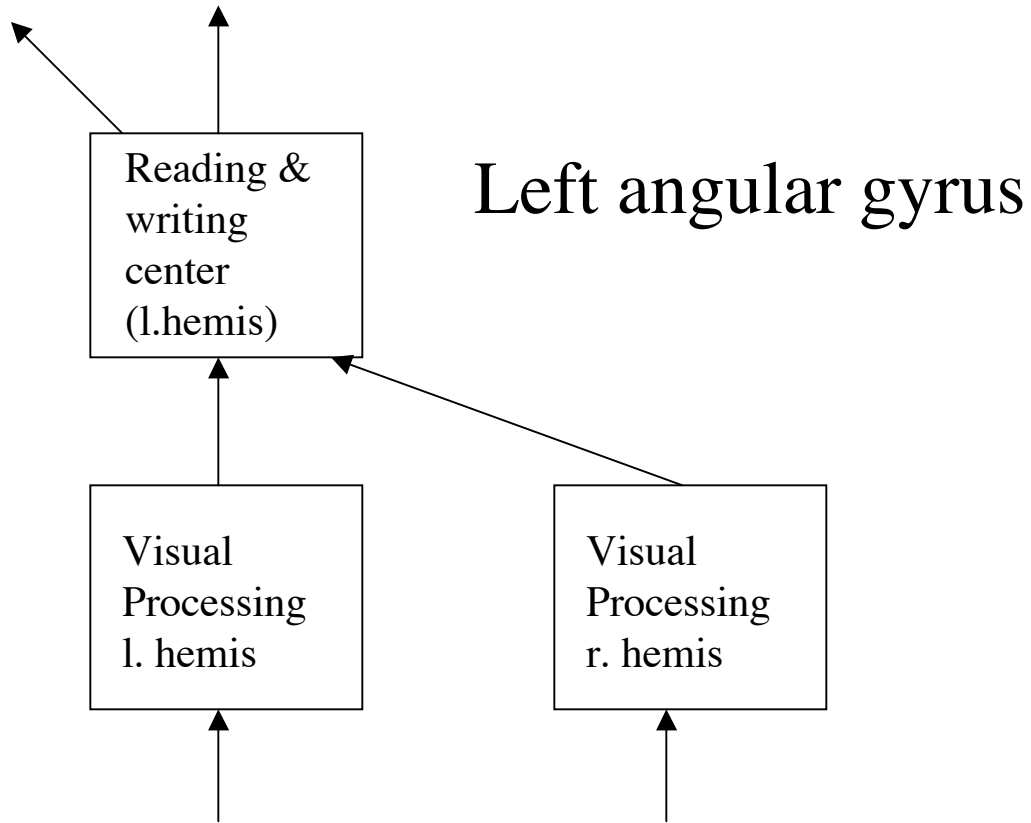 Reading &
writing
center
(l.hemis)
Left angular gyrus
Visual
Processing
l. hemis
Visual
Processing
r. hemis